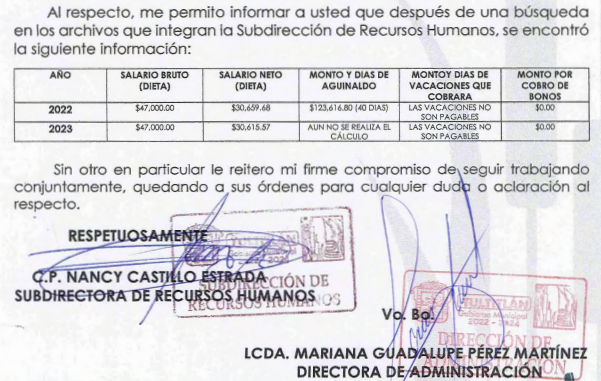 Al respecto, me permito informar a usted que después de una búsqueda
en los archivos que integran la Subdirección de Recursos Humanos, se encontró
la siguiente información:
AÑO SALARIO BRUTO (DIETA) SALARIO NETO (DIETA) MONTO Y DIAS DE AGUINALDO MONTOY DIAS DE VACACIONES QUE COBRARA MONTO POR COBRO DE BONOS
2022 $47,000.00 $30,659.68 $123,616.80 (40 DIAS) LAS VACACIONES NO SON PAGABLES $0.00
2023 $47,000.00 $30,615.57 AUN NO SE REALIZA EL CÁLCULO LAS VACACIONES NO SON PAGABLES $0.00
Sin otro en particular le reitero mi firme compromiso de seguir trabajando
conjuntamente, quedando a sus órdenes para cualquier duda o aclaración al
respecto.
RESPETUOSAMENTE
C.P. NANCY CASTILLO ESTRADA
SUBDIRECTORA DE RECURSOS HUMANOS
SUBDIRECCIÓN DE
RECURSOS HUMANOS
Vo. Bo.
TULTITLÁN
Gobierno Municipal
2022 - 2024
DIRECCIÓN DE
ADMINISTRACIÓN
LCDA. MARIANA GUADALUPE PÉREZ MARTÍNEZ
DIRECTORA DE ADMINISTRACIÓN